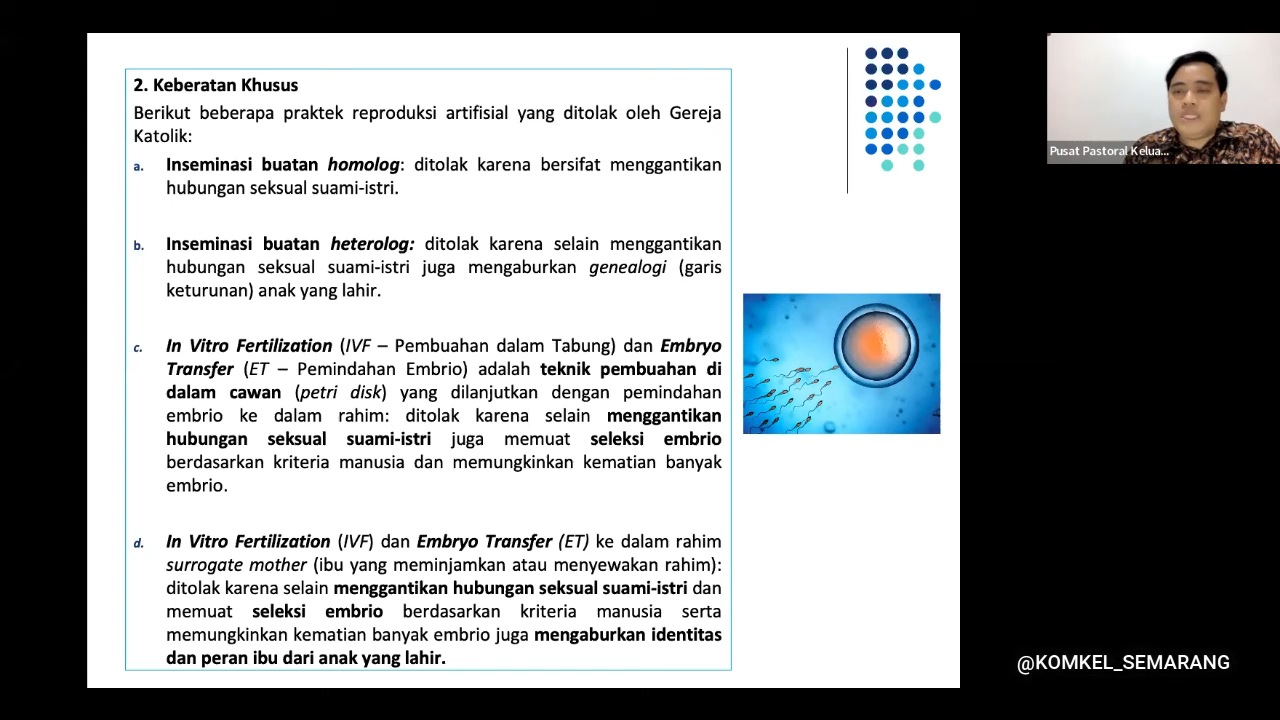 2. Keberatan Khusus
Berikut beberapa praktek reproduksi artifisial yang ditolak oleh Gereja
Katolik:
a. Inseminasi buatan homolog: ditolak karena bersifat menggantikan
hubungan seksual suami-istri.
b. Inseminasi buatan heterolog: ditolak karena selain menggantikan
hubungan seksual suami-istri juga mengaburkan genealogi (garis
keturunan) anak yang lahir.
c. In Vitro Fertilization (IVF – Pembuahan dalam Tabung) dan Embryo
Transfer (ET – Pemindahan Embrio) adalah teknik pembuahan di
dalam cawan (petri disk) yang dilanjutkan dengan pemindahan
embrio ke dalam rahim: ditolak karena selain menggantikan
hubungan seksual suami-istri juga memuat seleksi embrio
berdasarkan kriteria manusia dan memungkinkan kematian banyak
embrio.
d. In Vitro Fertilization (IVF) dan Embryo Transfer (ET) ke dalam rahim
surrogate mother (ibu yang meminjamkan atau menyewakan rahim):
ditolak karena selain menggantikan hubungan seksual suami-istri dan
memuat seleksi embrio berdasarkan kriteria manusia serta
memungkinkan kematian banyak embrio juga mengaburkan identitas
dan peran ibu dari anak yang lahir.
Pusat Pastoral Kelua...
@KOMKEL_SEMARANG